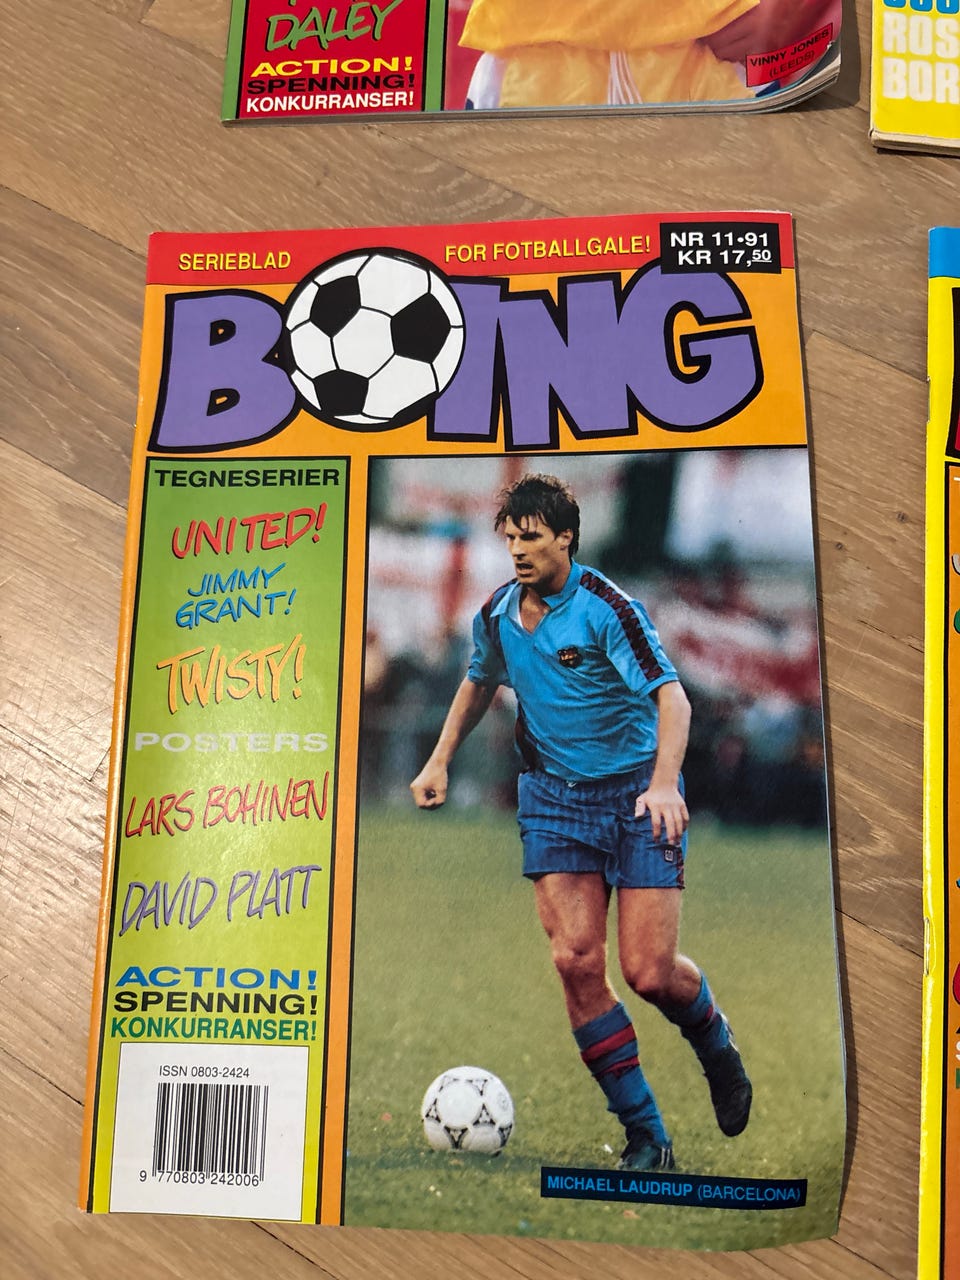 DALEY
ACTION!
SPENNING!
KONKURRANSER!
VINNY JONES
(LEEDS)
ROS
BOR
SERIEBLAD
FOR FOTBALLGALE!
NR 11•91
KR 17,50
BOING
TEGNESERIER
UNITED!
JIMMY
GRANT!
TWISTY!
POSTERS
LARS BOHINEN
DAVID PLATT
ACTION!
SPENNING!
KONKURRANSER!
ISSN 0803-2424
9 770803 242006
MICHAEL LAUDRUP (BARCELONA)